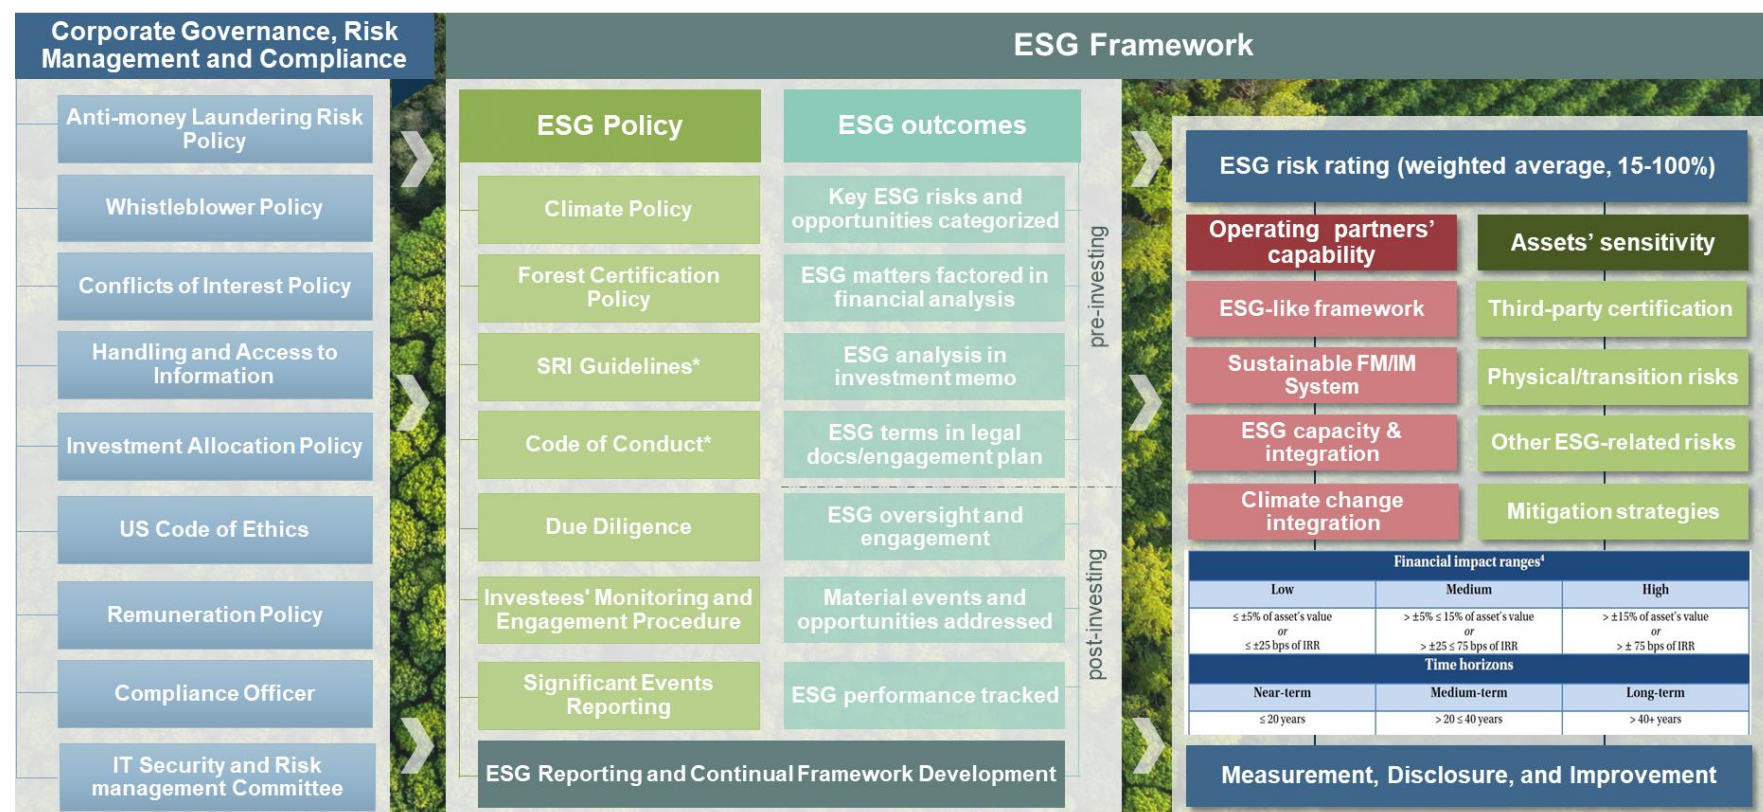 Corporate Governance, Risk
Management and Compliance
Anti-money Laundering Risk
Policy
Whistleblower Policy
Conflicts of Interest Policy
Handling and Access to
Information
Investment Allocation Policy
US Code of Ethics
Remuneration Policy
Compliance Officer
IT Security and Risk
management Committee
ESG Framework
ESG Policy
Climate Policy
Forest Certification
Policy
SRI Guidelines*
Code of Conduct*
Due Diligence
Investees' Monitoring and
Engagement Procedure
Significant Events
Reporting
ESG outcomes
Key ESG risks and
opportunities categorized
ESG matters factored in
financial analysis
ESG analysis in
investment memo
ESG terms in legal
docs/engagement plan
ESG oversight and
engagement
Material events and
opportunities addressed
ESG performance tracked
pre-investing
post-investing
ESG Reporting and Continual Framework Development
ESG risk rating (weighted average, 15-100%)
Operating partners’
capability
ESG-like framework
Sustainable FM/IM
System
ESG capacity &
integration
Climate change
integration
Assets’ sensitivity
Third-party certification
Physical/transition risks
Other ESG-related risks
Mitigation strategies
Financial impact ranges⁴
Low Medium High
≤ ±5% of asset's value > ±5% ≤ 15% of asset's value > ±15% of asset's value
or or or
≤ ±25 bps of IRR > ±25 ≤ 75 bps of IRR > ± 75 bps of IRR
Time horizons
Near-term Medium-term Long-term
≤ 20 years > 20 ≤ 40 years > 40+ years
Measurement, Disclosure, and Improvement